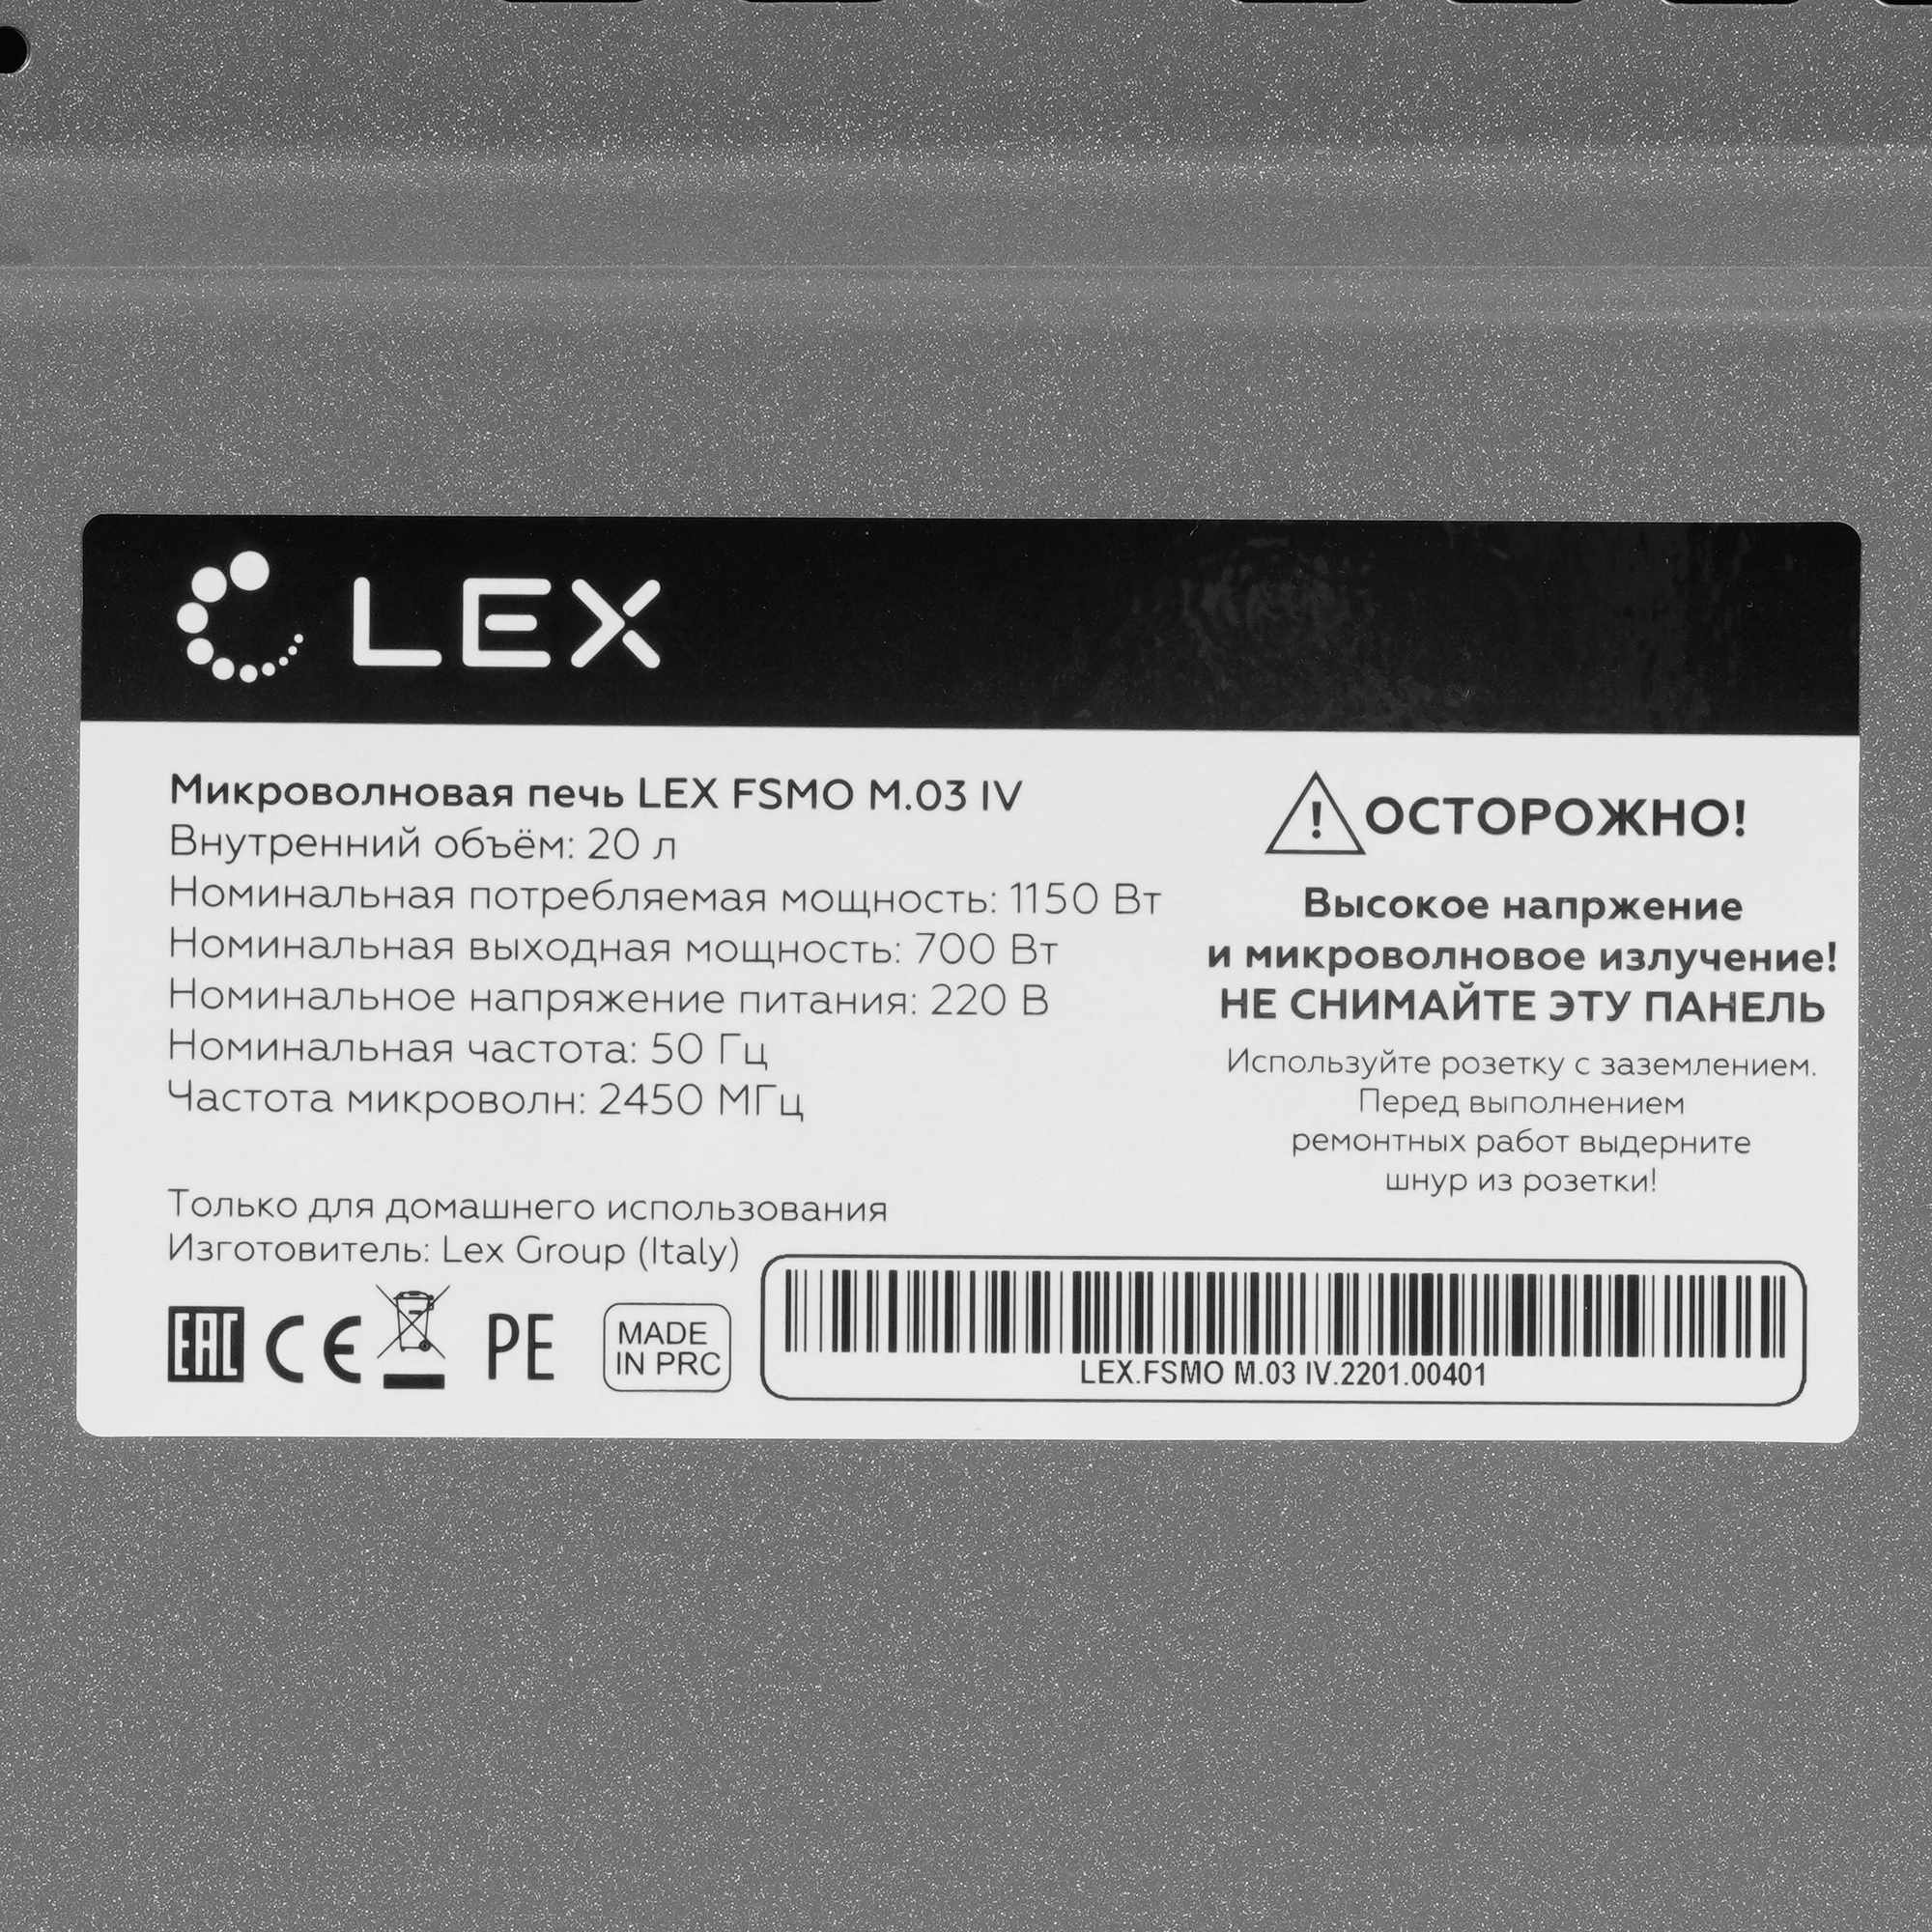 LEX
Микроволновая печь LEX FSMO M.03 IV
Внутренний объём: 20 л
Номинальная потребляемая мощность: 1150 Вт
Номинальная выходная мощность: 700 Вт
Номинальное напряжение питания: 220 В
Номинальная частота: 50 Гц
Частота микроволн: 2450 МГц
Только для домашнего использования
Изготовитель: Lex Group (Italy)
EAC CE PE
MADE
IN PRC
! ОСТОРОЖНО!
Высокое напржение
и микроволновое излучение!
НЕ СНИМАЙТЕ ЭТУ ПАНЕЛЬ
Используйте розетку с заземлением.
Перед выполнением
ремонтных работ выдерните
шнур из розетки!
LEX.FSMO M.03 IV.2201.00401